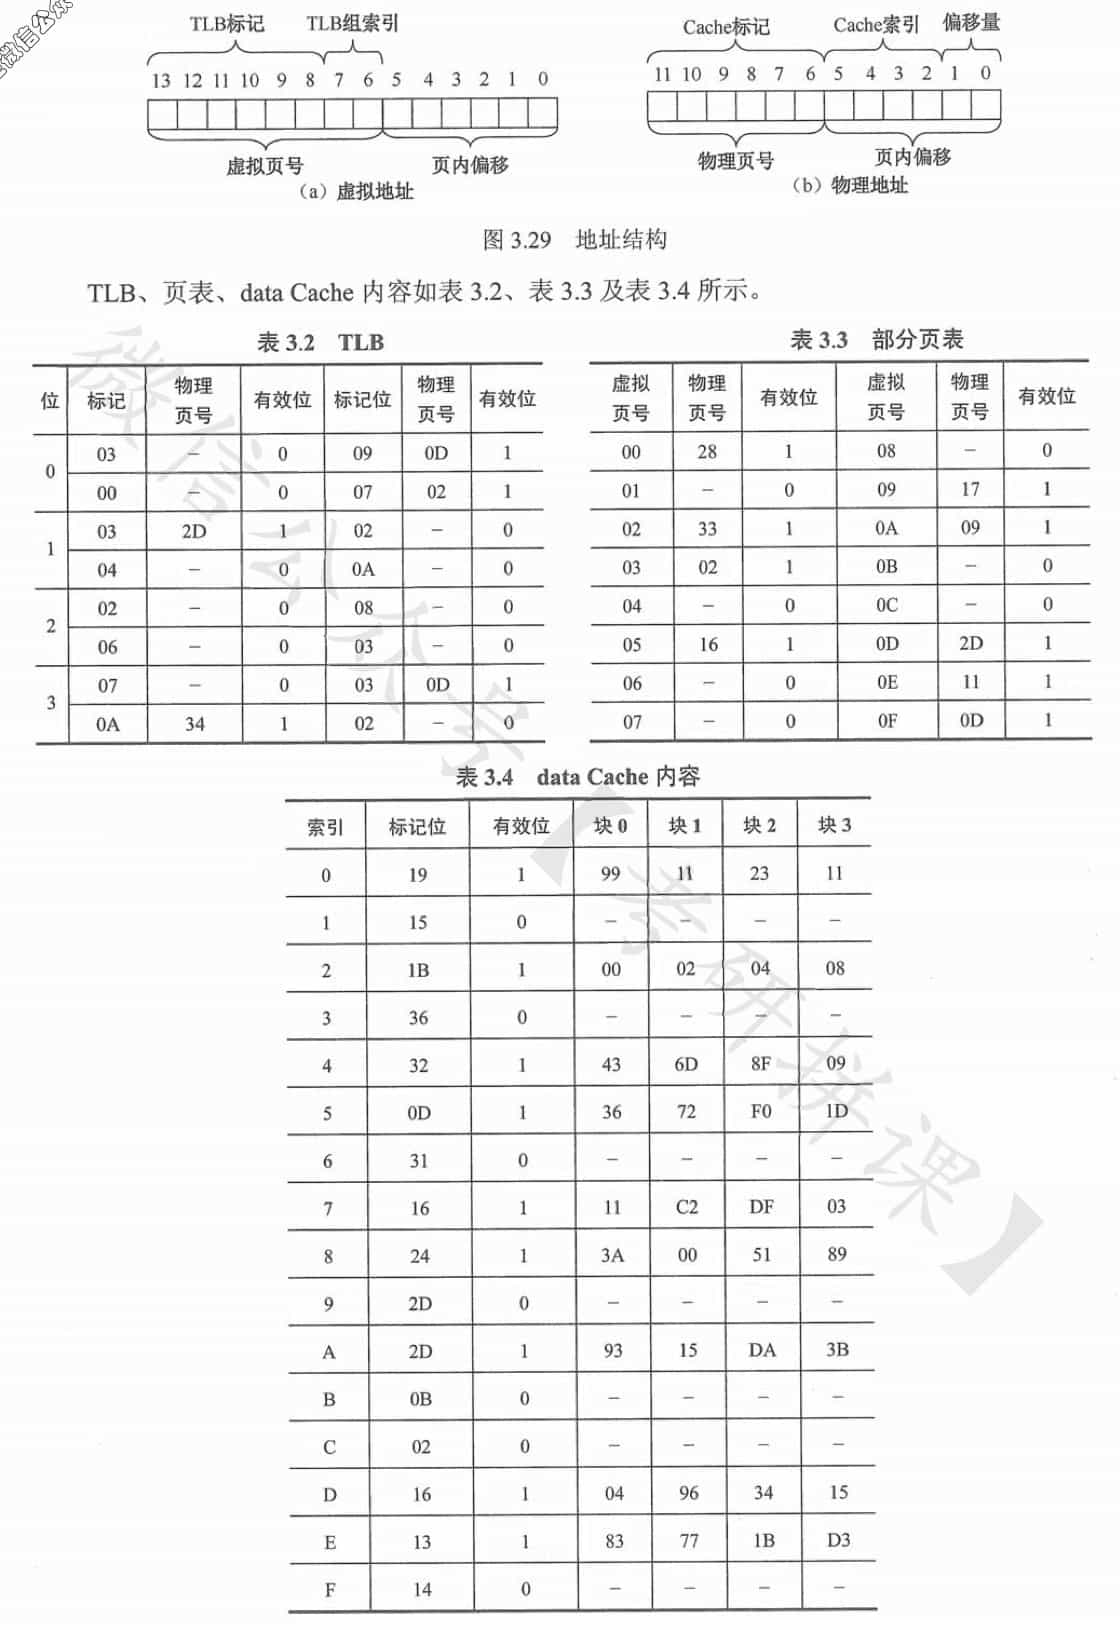 微信公众
TLB标记 TLB组索引
13 12 11 10 9 8 7 6 5 4 3 2 1 0
虚拟页号 页内偏移
(a) 虚拟地址
Cache标记 Cache索引 偏移量
11 10 9 8 7 6 5 4 3 2 1 0
物理页号 页内偏移
(b) 物理地址
图 3.29 地址结构
TLB、页表、data Cache 内容如表 3.2、表 3.3 及表 3.4 所示。
表 3.2 TLB
位 标记 物理页号 有效位 标记位 物理页号 有效位
0 03 – 0 09 0D 1
00 – 0 07 02 1
1 03 2D 1 02 – 0
04 – 0 0A – 0
2 02 – 0 08 – 0
06 – 0 03 – 0
3 07 – 0 03 0D 1
0A 34 1 02 – 0
表 3.3 部分页表
虚拟页号 物理页号 有效位 虚拟页号 物理页号 有效位
00 28 1 08 – 0
01 – 0 09 17 1
02 33 1 0A 09 1
03 02 1 0B – 0
04 – 0 0C – 0
05 16 1 0D 2D 1
06 – 0 0E 11 1
07 – 0 0F 0D 1
表 3.4 data Cache 内容
索引 标记位 有效位 块 0 块 1 块 2 块 3
0 19 1 99 11 23 11
1 15 0 – – – –
2 1B 1 00 02 04 08
3 36 0 – – – –
4 32 1 43 6D 8F 09
5 0D 1 36 72 F0 1D
6 31 0 – – – –
7 16 1 11 C2 DF 03
8 24 1 3A 00 51 89
9 2D 0 – – – –
A 2D 1 93 15 DA 3B
B 0B 0 – – – –
C 02 0 – – – –
D 16 1 04 96 34 15
E 13 1 83 77 1B D3
F 14 0 – – – –
微信公众号【考研拼课】